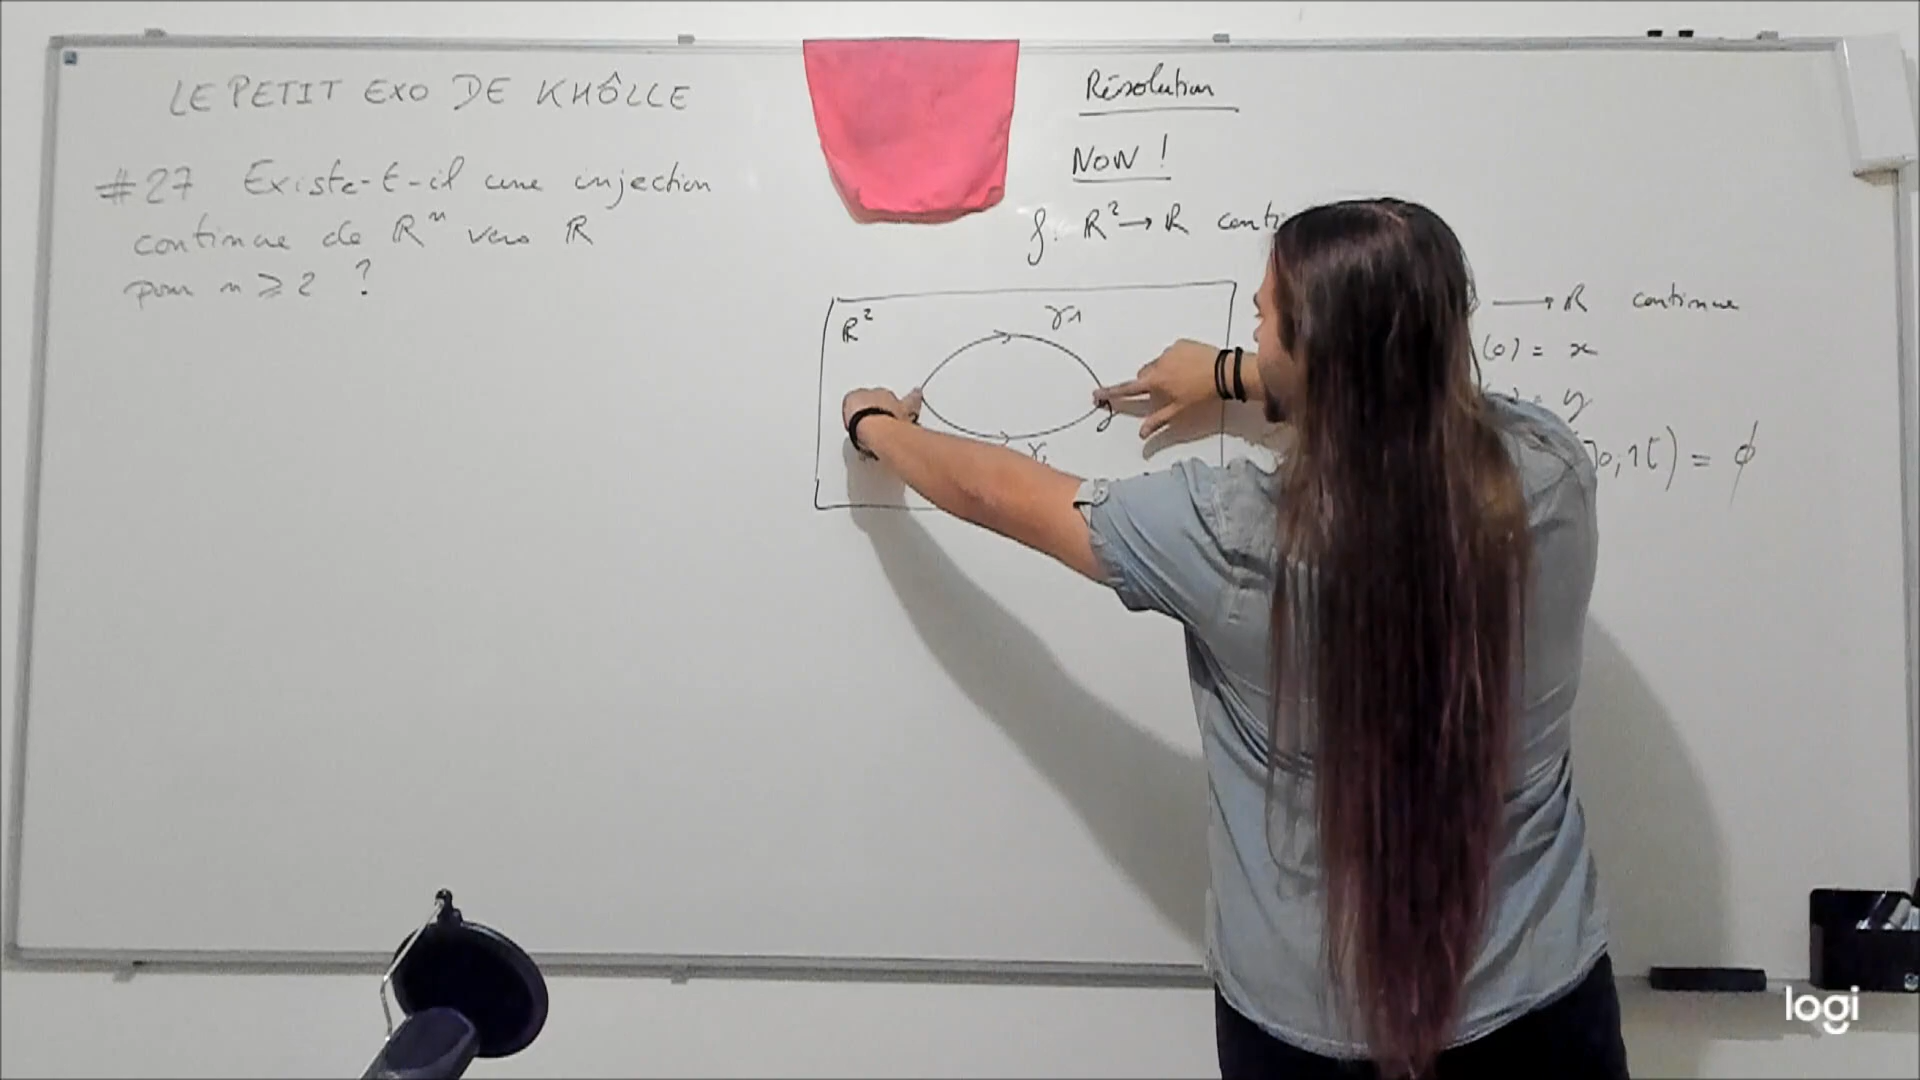 LE PETIT EXO DE KHÔLLE
#27 Existe-t-il une injection
continue de ℝⁿ vers ℝ
pour n ⩾ 2 ?
Résolution
NOW !
f: ℝ² → ℝ conti
ℝ²
γ1
y
⟶ ℝ continue
(0) = x
= y
]0,1[) = ϕ
logi